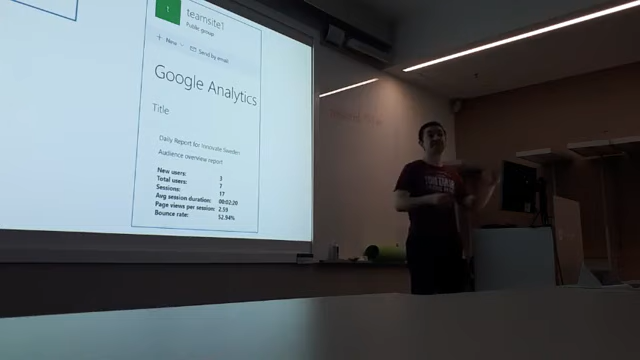 t
teamsite1
Public group
+ New
Send by email
Google Analytics
Title
Daily Report for Innovate Sweden
Audience overview report
New users: 3
Total users: 7
Sessions: 17
Avg session duration: 00:02:20
Page views per session: 2.59
Bounce rate: 52.94%